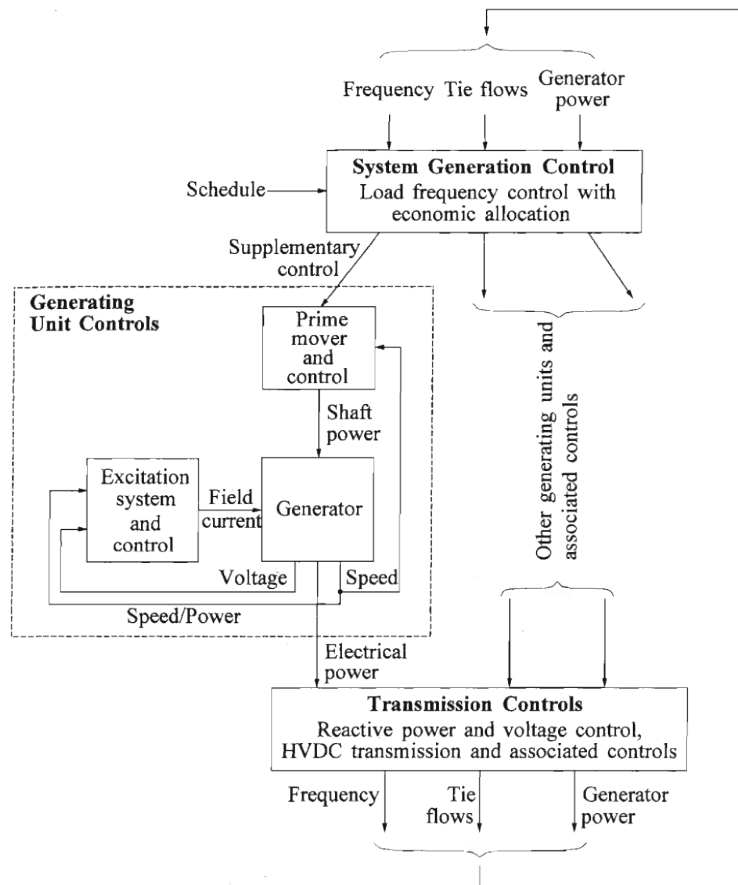 Frequency Tie flows
Generator
power
System Generation Control
Load frequency control with
economic allocation
Schedule
Supplementary
control
Generating
Unit Controls
Prime
mover
and
control
Shaft
power
Excitation
system
and
control
Field
current
Generator
Voltage
Speed
Speed/Power
Other generating units and
associated controls
Electrical
power
Transmission Controls
Reactive power and voltage control,
HVDC transmission and associated controls
Frequency
Tie
flows
Generator
power